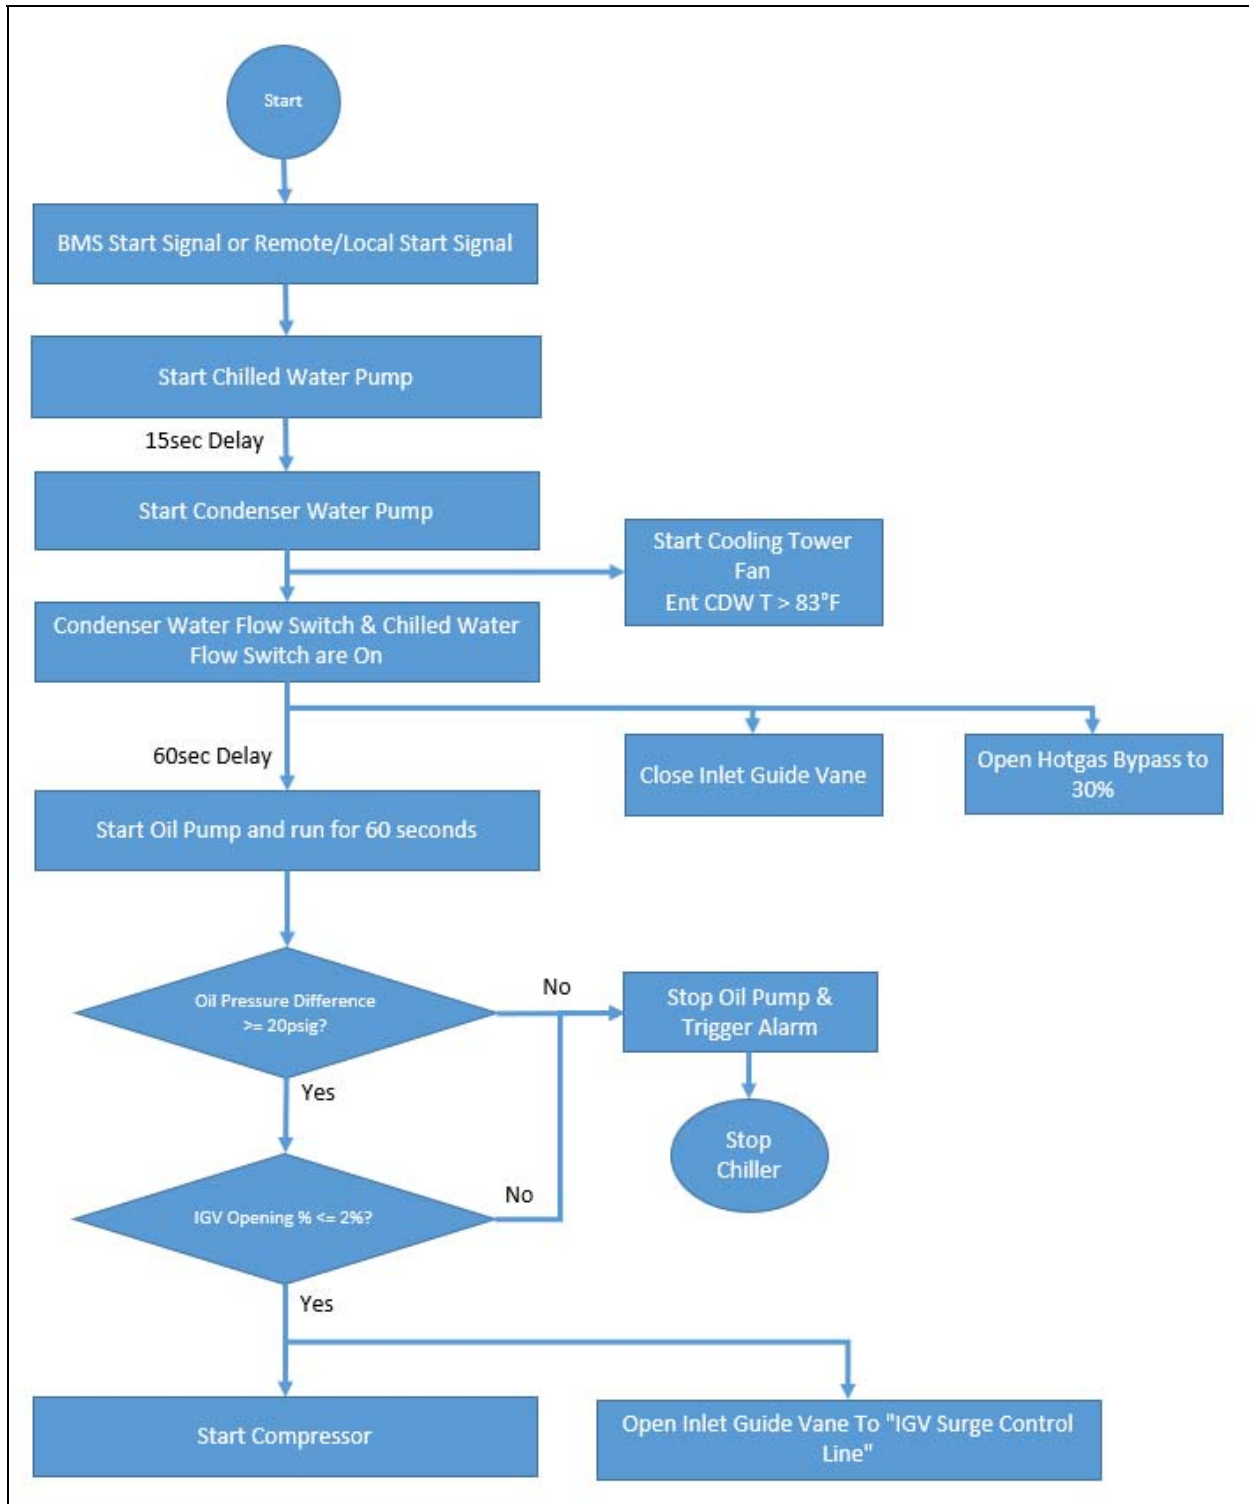 Start
BMS Start Signal or Remote/Local Start Signal
Start Chilled Water Pump
15sec Delay
Start Condenser Water Pump
Start Cooling Tower
Fan
Ent CDW T > 83°F
Condenser Water Flow Switch & Chilled Water
Flow Switch are On
60sec Delay
Close Inlet Guide Vane
Open Hotgas Bypass to
30%
Start Oil Pump and run for 60 seconds
Oil Pressure Difference
>= 20psig?
No
Stop Oil Pump &
Trigger Alarm
Yes
Stop
Chiller
IGV Opening % <= 2%?
No
Yes
Start Compressor
Open Inlet Guide Vane To "IGV Surge Control
Line"